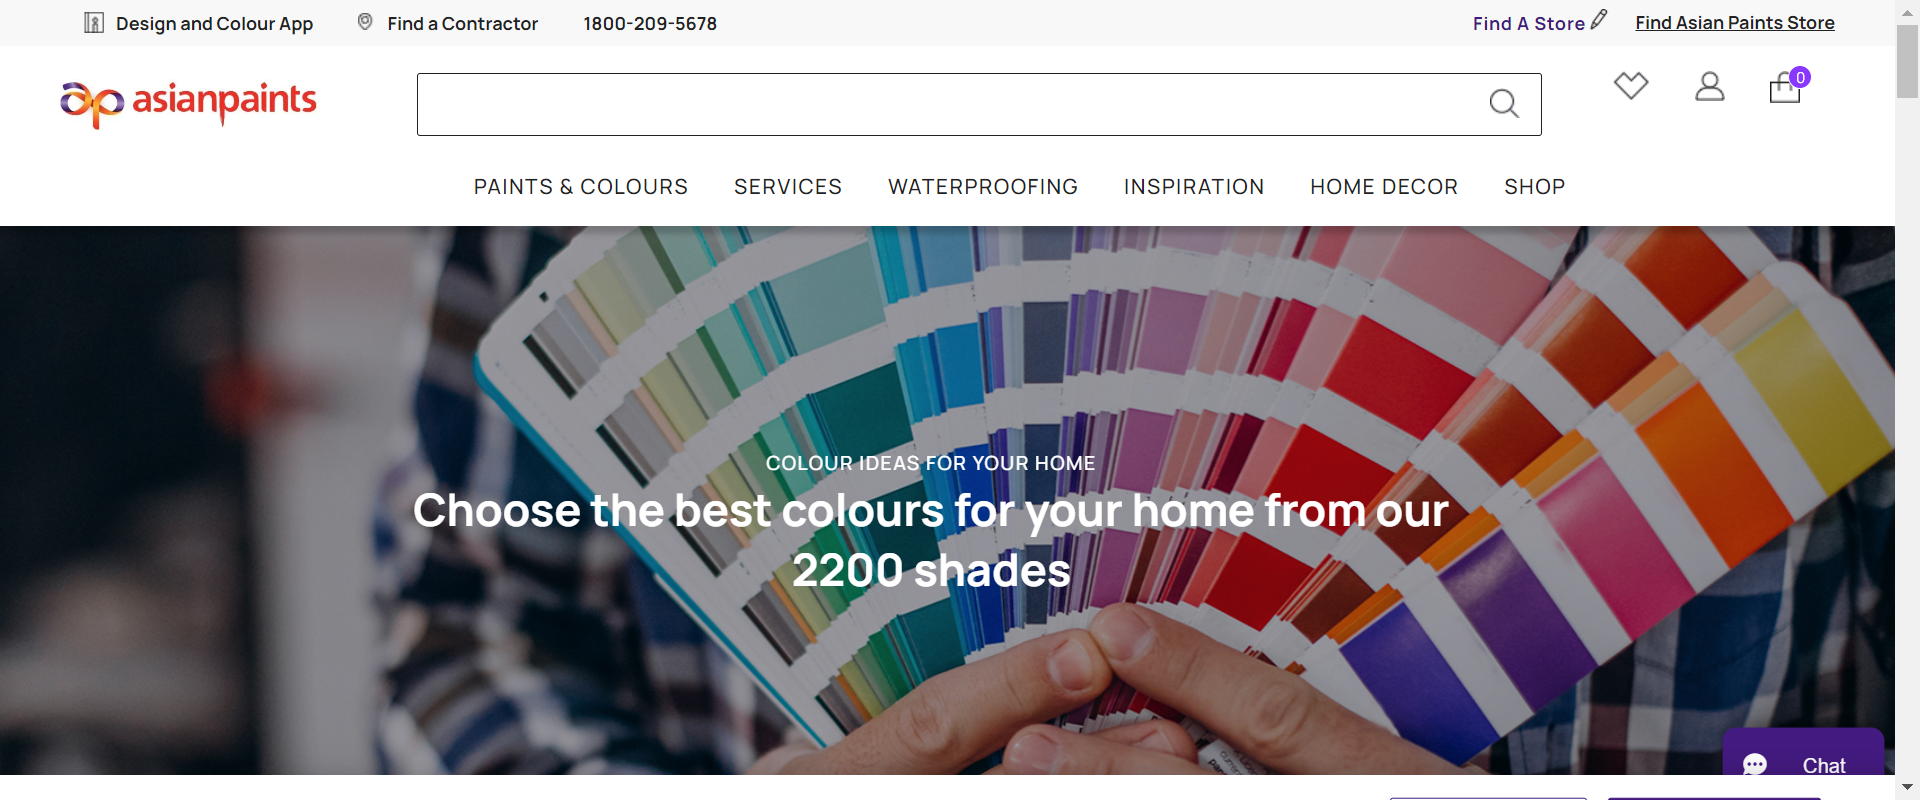 Design and Colour App
Find a Contractor
1800-209-5678
Find A Store
Find Asian Paints Store
asianpaints
0
PAINTS & COLOURS
SERVICES
WATERPROOFING
INSPIRATION
HOME DECOR
SHOP
COLOUR IDEAS FOR YOUR HOME
Choose the best colours for your home from our
2200 shades
Chat